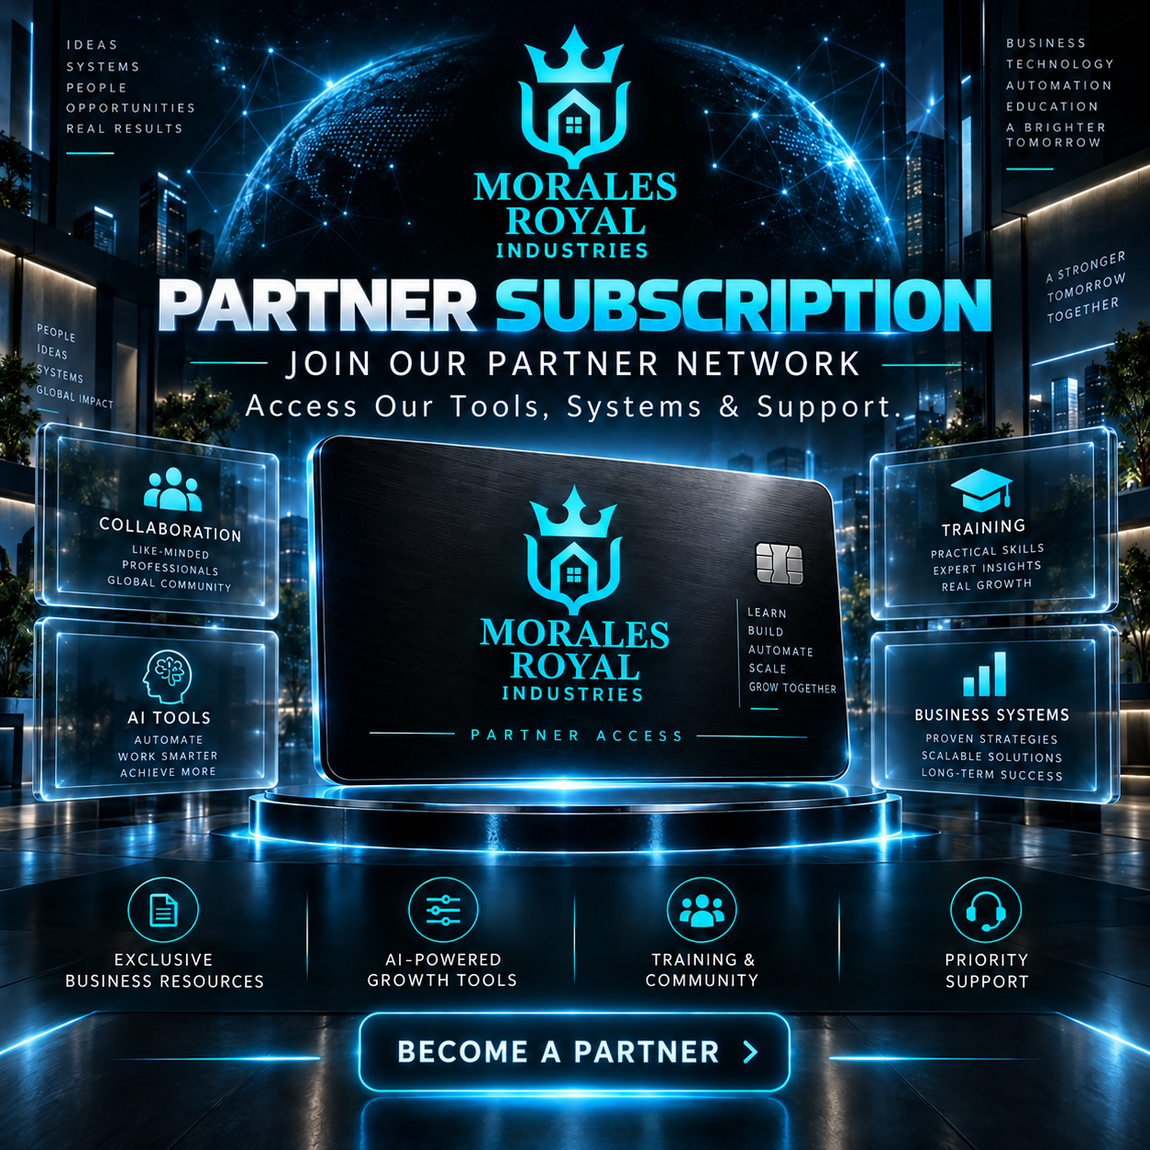 IDEAS
SYSTEMS
PEOPLE
OPPORTUNITIES
REAL RESULTS
BUSINESS
TECHNOLOGY
AUTOMATION
EDUCATION
A BRIGHTER
TOMORROW
MORALES
ROYAL
INDUSTRIES
PARTNER SUBSCRIPTION
JOIN OUR PARTNER NETWORK
Access Our Tools, Systems & Support.
PEOPLE
IDEAS
SYSTEMS
GLOBAL IMPACT
A STRONGER
TOMORROW
TOGETHER
COLLABORATION
LIKE-MINDED
PROFESSIONALS
GLOBAL COMMUNITY
AI TOOLS
AUTOMATE
WORK SMARTER
ACHIEVE MORE
MORALES
ROYAL
INDUSTRIES
PARTNER ACCESS
LEARN
BUILD
AUTOMATE
SCALE
GROW TOGETHER
TRAINING
PRACTICAL SKILLS
EXPERT INSIGHTS
REAL GROWTH
BUSINESS SYSTEMS
PROVEN STRATEGIES
SCALABLE SOLUTIONS
LONG-TERM SUCCESS
EXCLUSIVE
BUSINESS RESOURCES
AI-POWERED
GROWTH TOOLS
TRAINING &
COMMUNITY
PRIORITY
SUPPORT
BECOME A PARTNER >